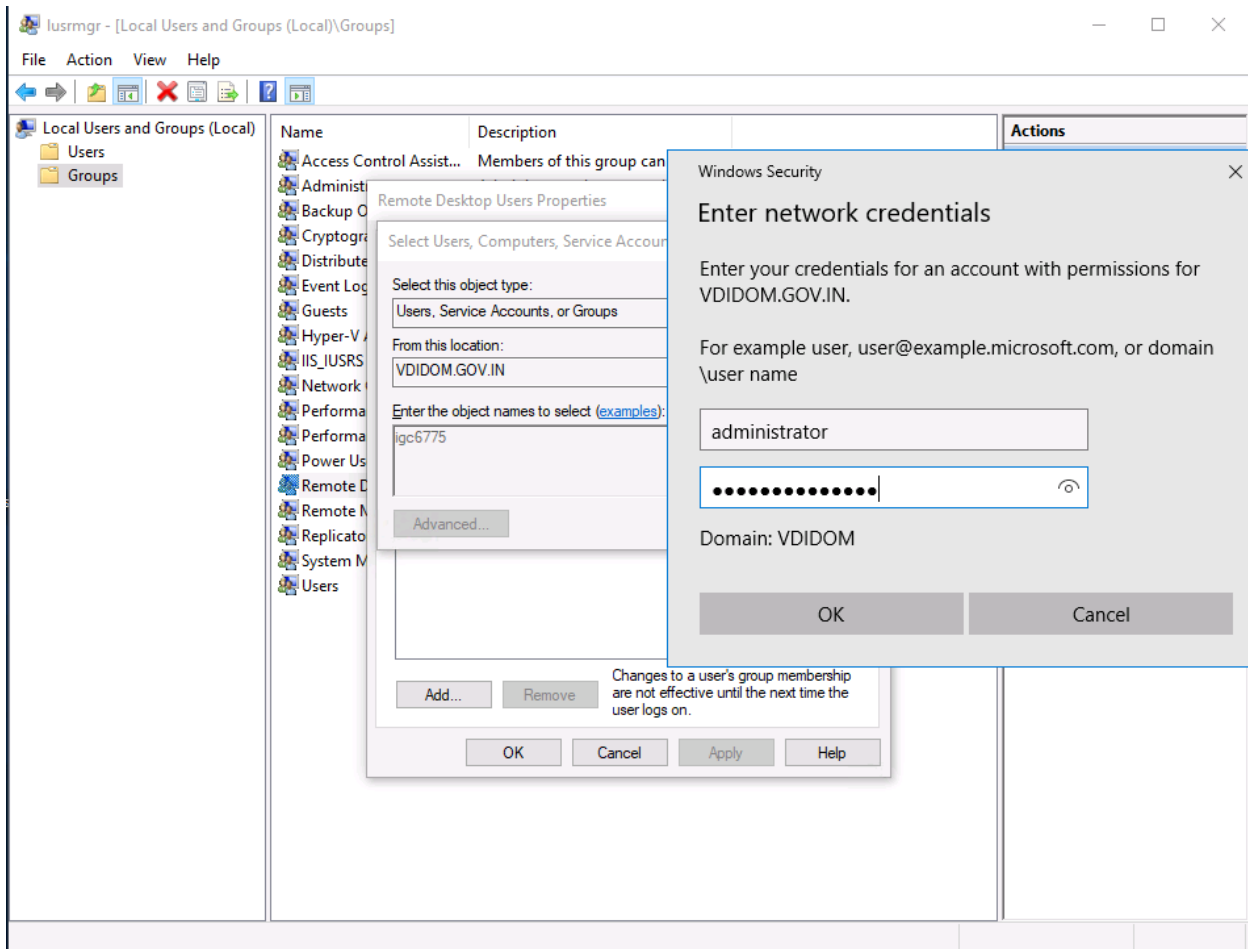 lusrmgr - [Local Users and Groups (Local)\Groups]
File Action View Help
Local Users and Groups (Local)
Users
Groups
Name Description
Access Control Assist... Members of this group can
Administ
Backup O
Cryptogra
Distribute
Event Log
Guests
Hyper-V
IIS_IUSRS
Network
Performa
Performa
Power Us
Remote D
Remote
Replicato
System M
Users
Actions
Remote Desktop Users Properties
Select Users, Computers, Service Accoun
Select this object type:
Users, Service Accounts, or Groups
From this location:
VDIDOM.GOV.IN
Enter the object names to select (examples):
igc6775
Advanced...
Add... Remove
Changes to a user's group membership
are not effective until the next time the
user logs on.
OK Cancel Apply Help
Windows Security
Enter network credentials
Enter your credentials for an account with permissions for
VDIDOM.GOV.IN.
For example user, user@example.microsoft.com, or domain
\user name
administrator
Domain: VDIDOM
OK Cancel